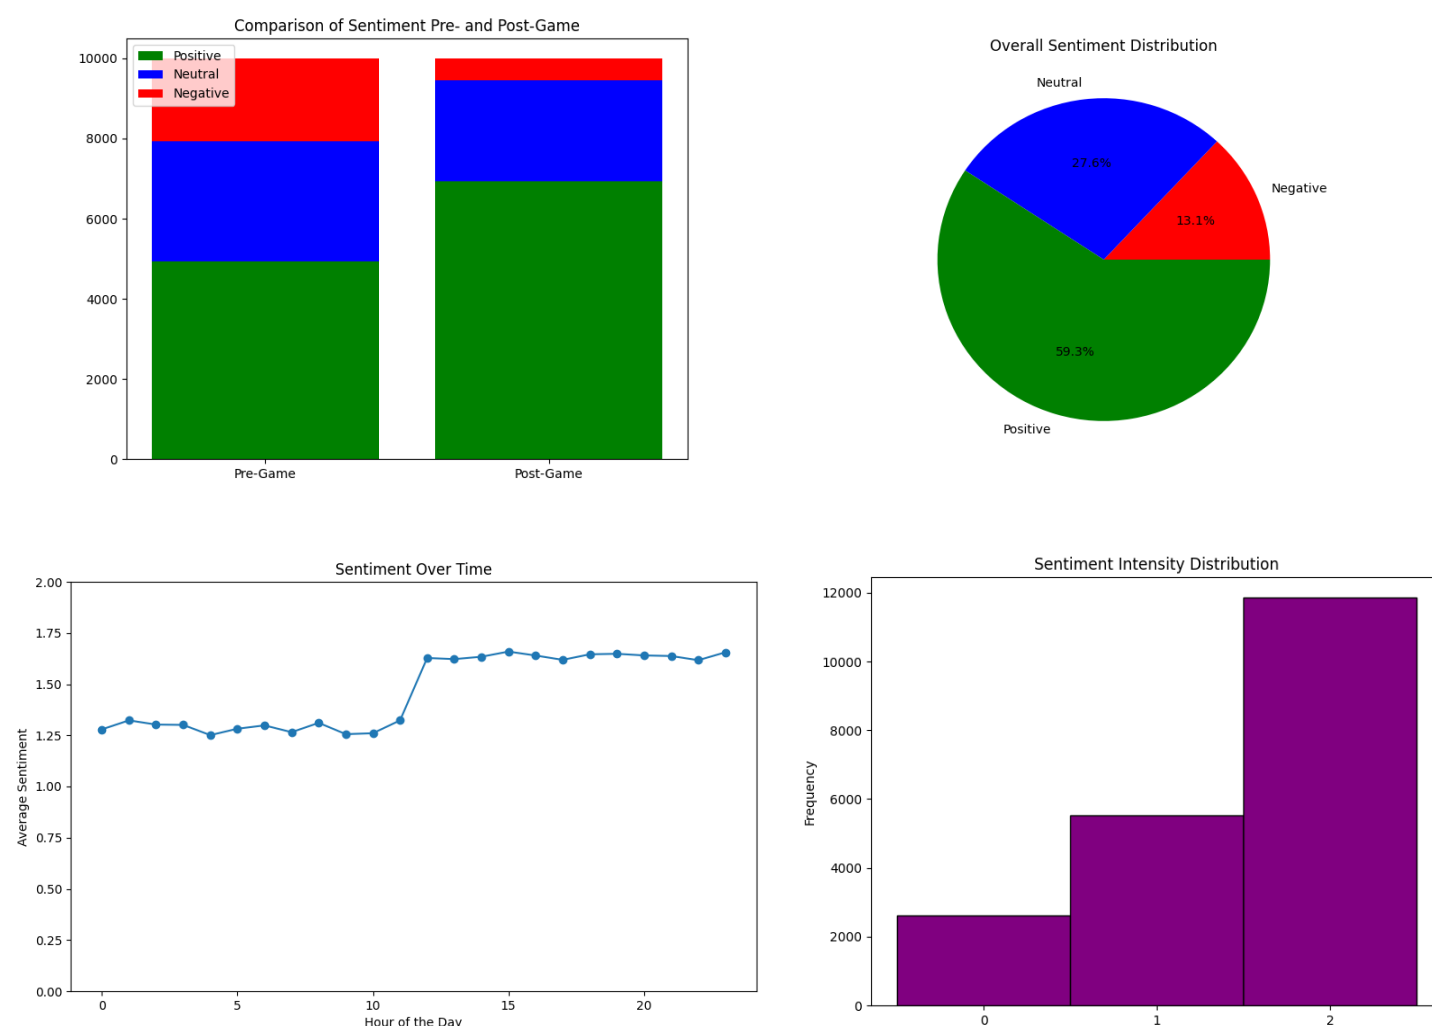 Comparison of Sentiment Pre- and Post-Game
10000
8000
6000
4000
2000
0
Positive
Neutral
Negative
Pre-Game
Post-Game
Overall Sentiment Distribution
Neutral
27.6%
Negative
13.1%
59.3%
Positive
Sentiment Over Time
Average Sentiment
2.00
1.75
1.50
1.25
1.00
0.75
0.50
0.25
0.00
0
5
10
15
20
Hour of the Day
Sentiment Intensity Distribution
Frequency
12000
10000
8000
6000
4000
2000
0
0
1
2